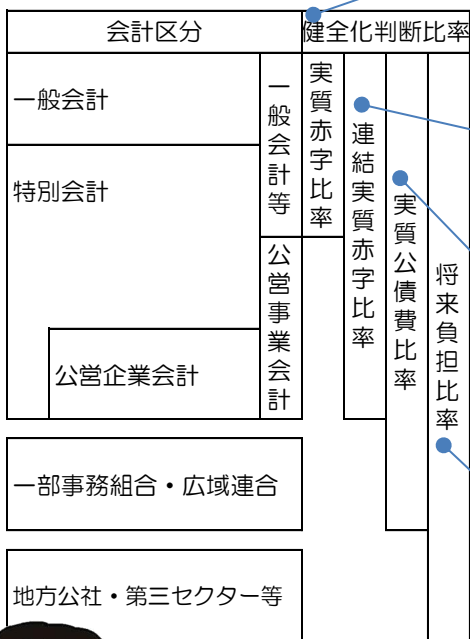 会計区分
健全化判断比率
一般会計
特別会計
公営企業会計
一般会計等
公営事業会計
実質赤字比率
連結実質赤字比率
実質公債費比率
将来負担比率
一部事務組合・広域連合
地方公社・第三セクター等